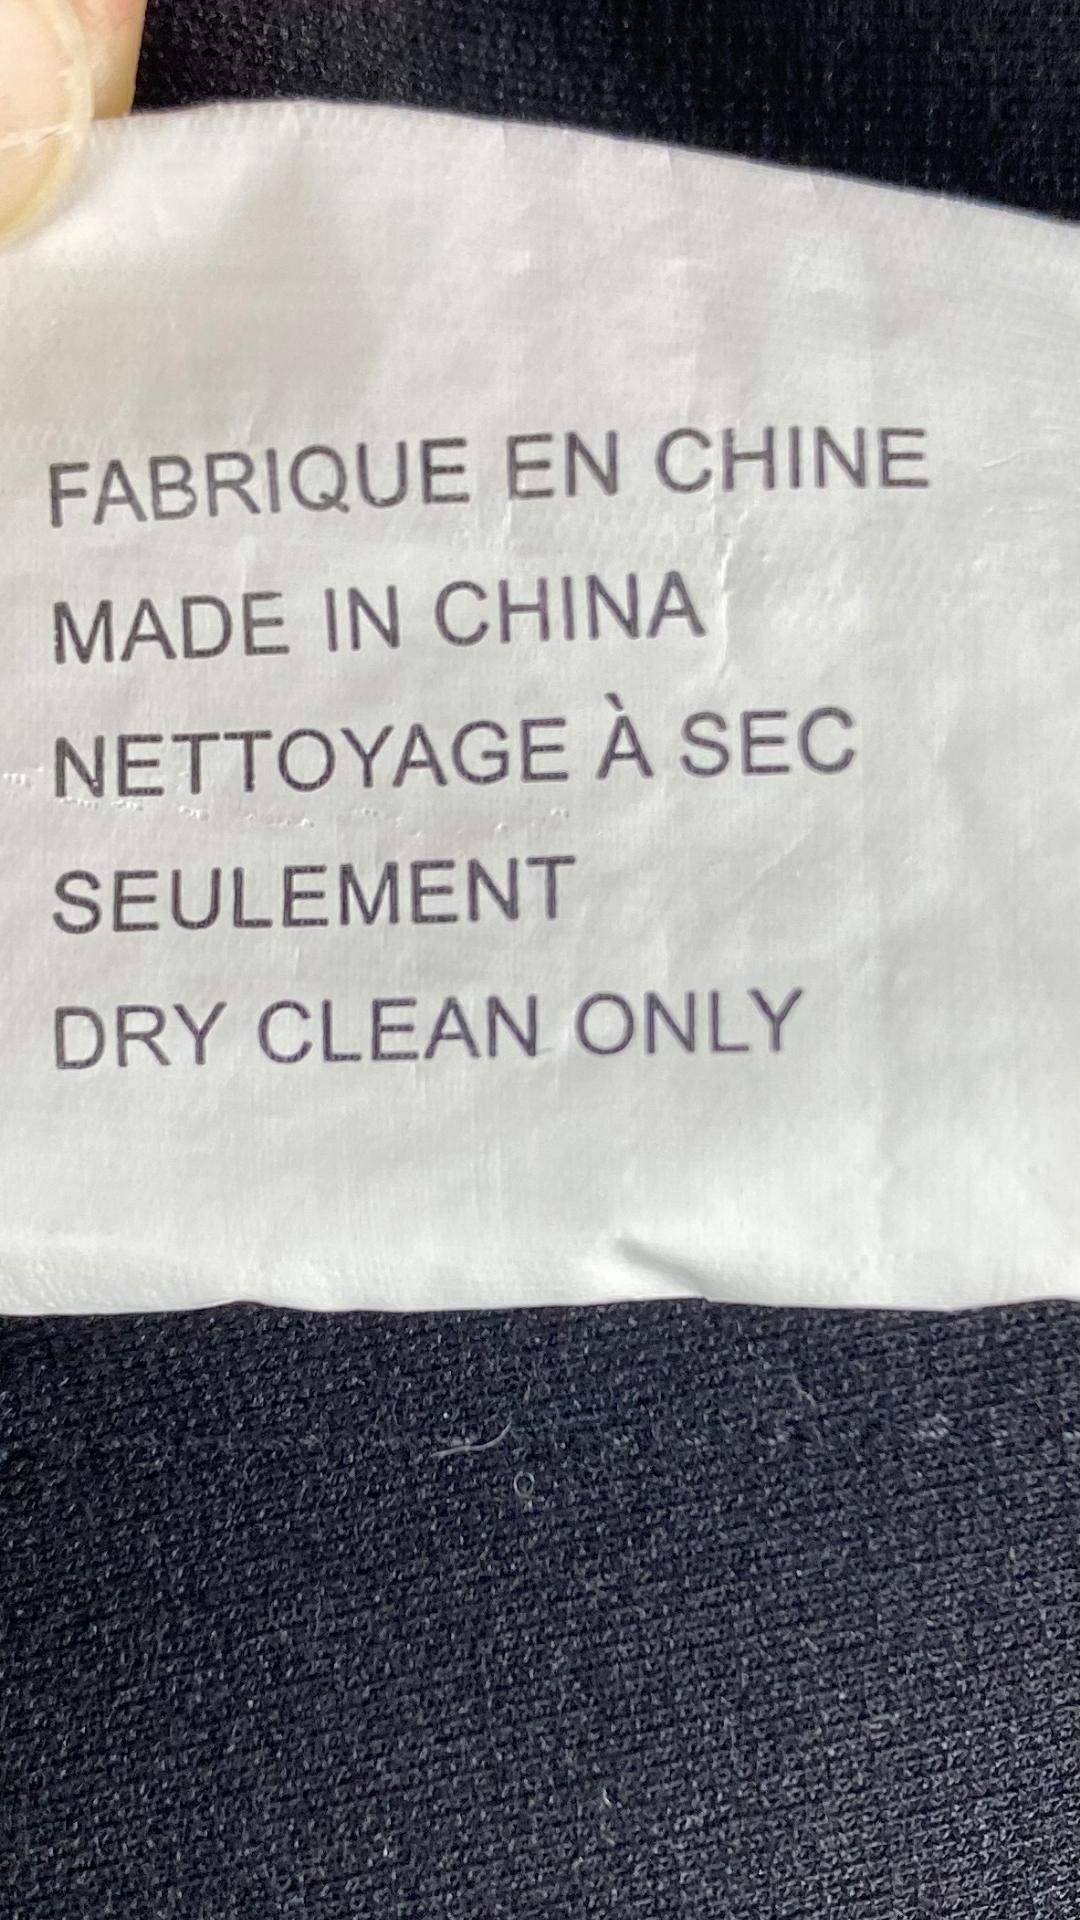 FABRIQUE EN CHINE
MADE IN CHINA
NETTOYAGE À SEC
SEULEMENT
DRY CLEAN ONLY